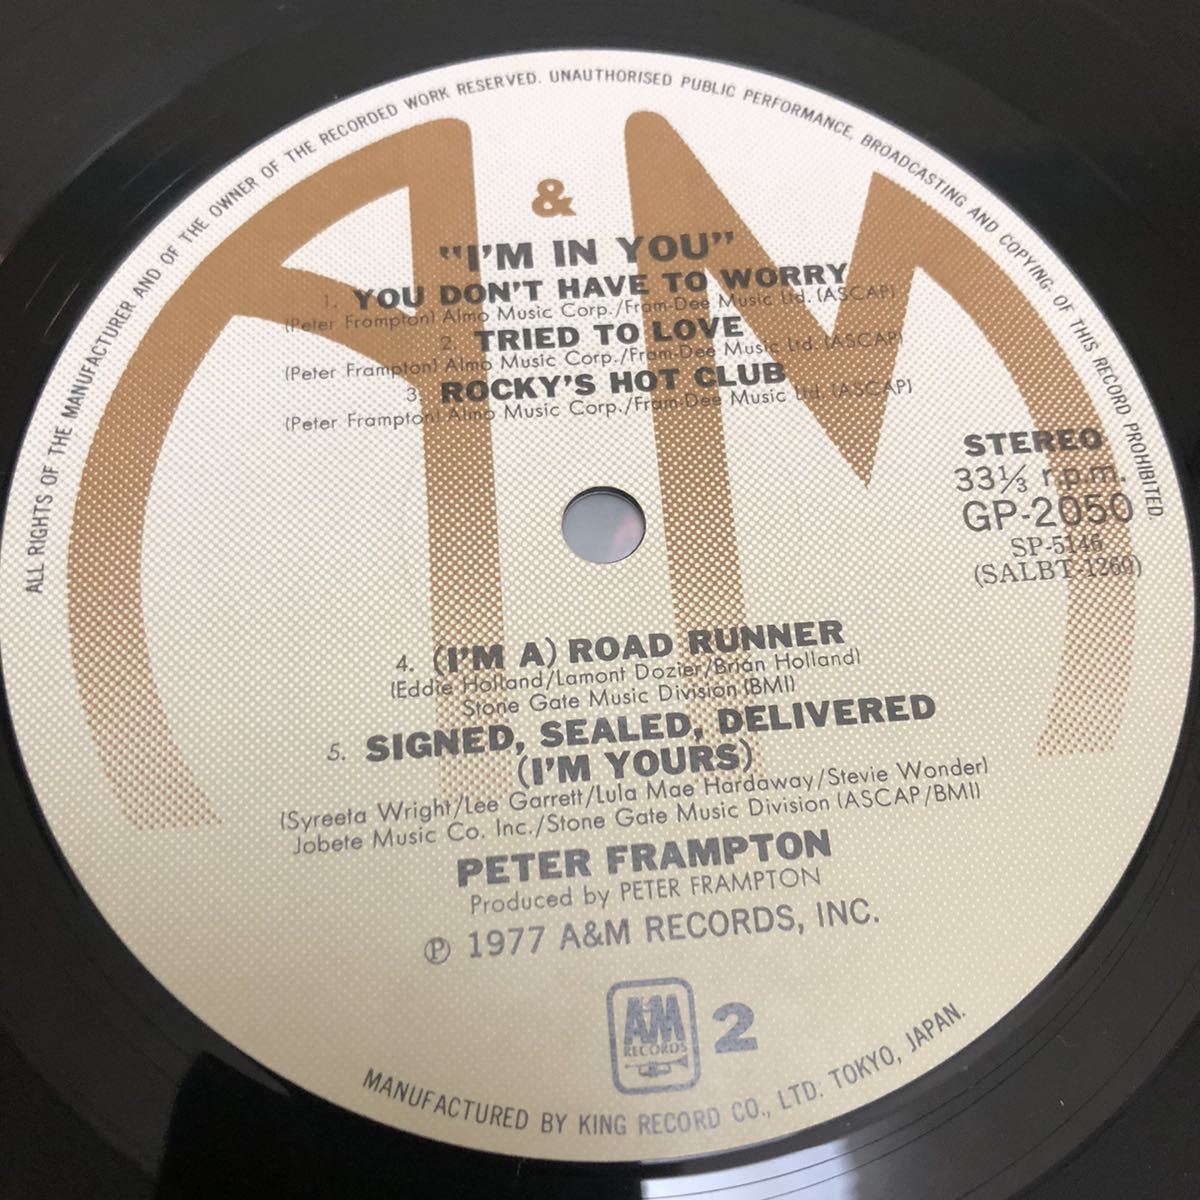 ALL RIGHTS OF THE MANUFACTURER AND OF THE OWNER OF THE RECORDED WORK RESERVED. UNAUTHORISED PUBLIC PERFORMANCE, BROADCASTING AND COPYING OF THIS RECORD PROHIBITED.
A & M
"I'M IN YOU"
1. YOU DON'T HAVE TO WORRY
(Peter Frampton) Almo Music Corp./Fram-Dee Music Ltd. (ASCAP)
2. TRIED TO LOVE
(Peter Frampton) Almo Music Corp./Fram-Dee Music Ltd. (ASCAP)
3. ROCKY'S HOT CLUB
(Peter Frampton) Almo Music Corp./Fram-Dee Music Ltd. (ASCAP)
STEREO
33⅓ r.p.m.
GP-2050
SP-5146
(SALBT-1260)
4. (I'M A) ROAD RUNNER
(Eddie Holland/Lamont Dozier/Brian Holland)
Stone Gate Music Division (BMI)
5. SIGNED, SEALED, DELIVERED
(I'M YOURS)
(Syreeta Wright/Lee Garrett/Lula Mae Hardaway/Stevie Wonder)
Jobete Music Co. Inc./Stone Gate Music Division (ASCAP/BMI)
PETER FRAMPTON
Produced by PETER FRAMPTON
℗ 1977 A&M RECORDS, INC.
A&M
RECORDS
2
MANUFACTURED BY KING RECORD CO., LTD. TOKYO, JAPAN.